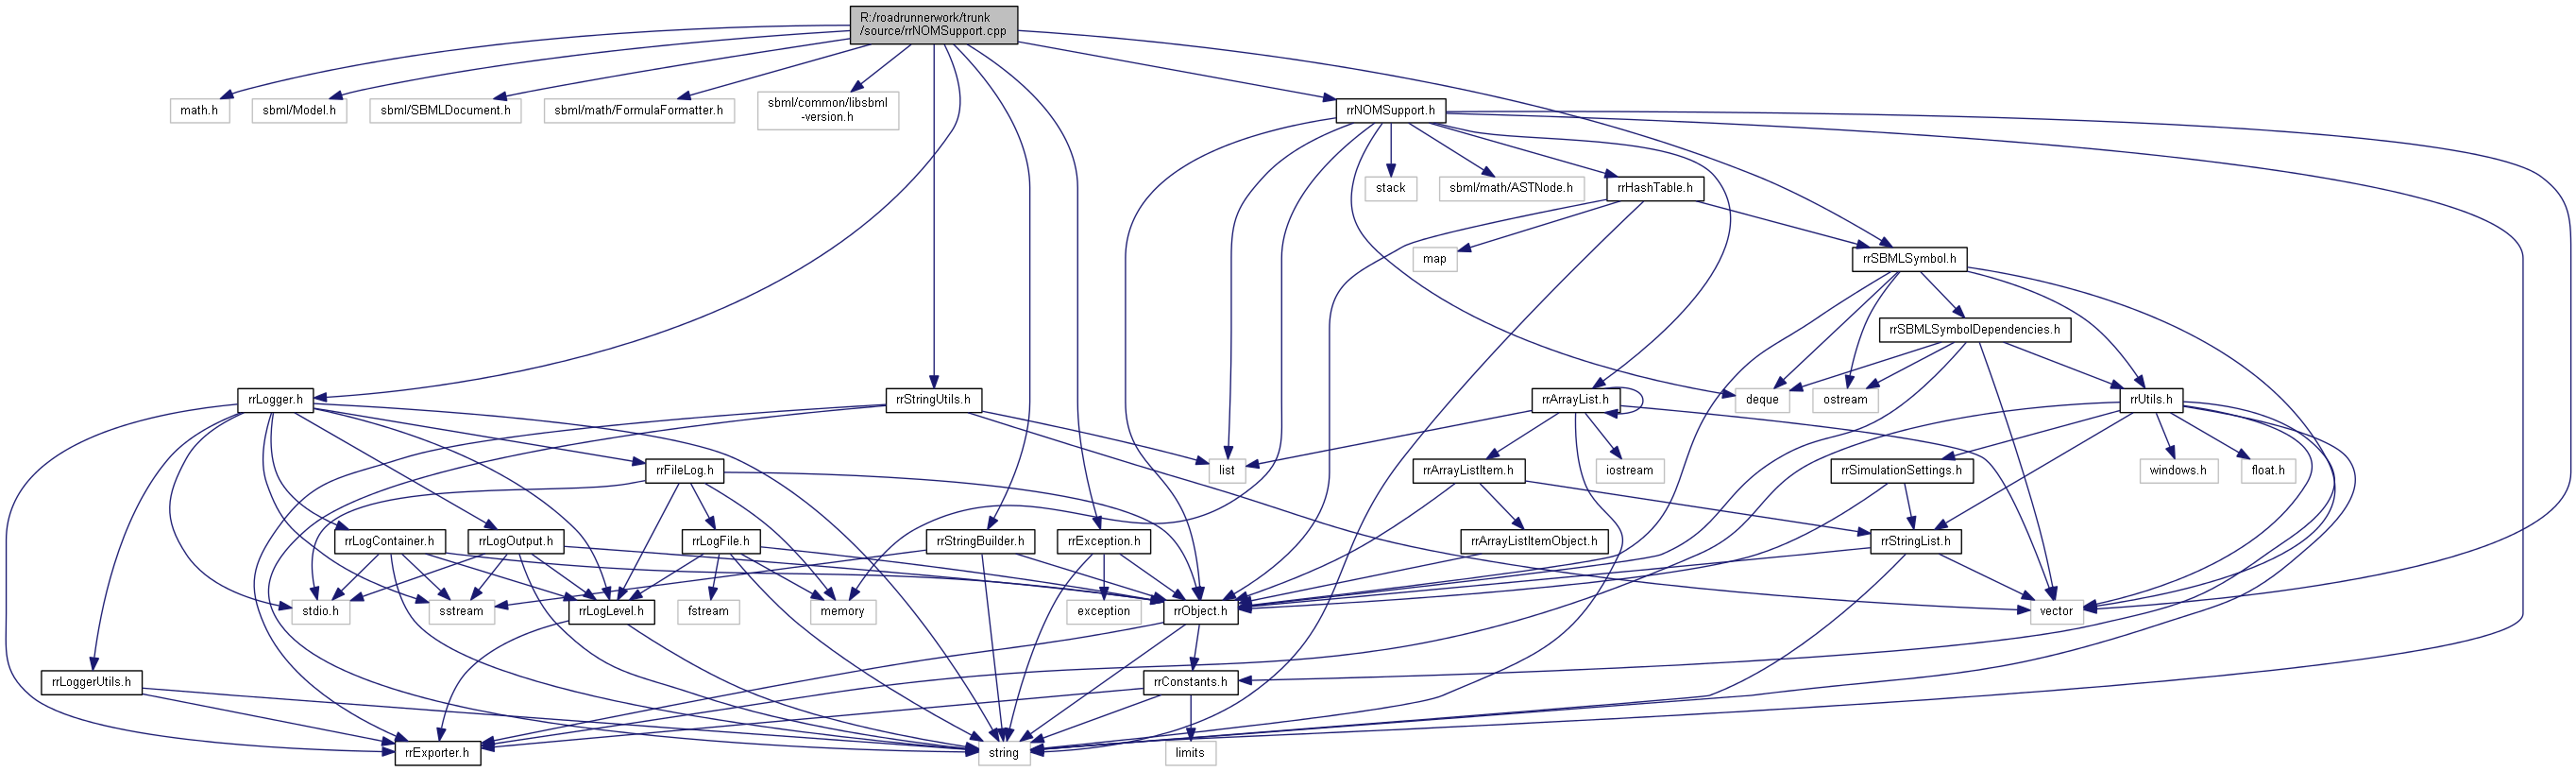 R:/roadrunnerwork/trunk
/source/rrNOMSupport.cpp
math.h
sbml/Model.h
sbml/SBMLDocument.h
sbml/math/FormulaFormatter.h
sbml/common/libsbml
-version.h
rrNOMSupport.h
stack
sbml/math/ASTNode.h
rrHashTable.h
map
rrSBMLSymbol.h
rrSBMLSymbolDependencies.h
rrLogger.h
rrStringUtils.h
rrArrayList.h
deque
ostream
rrUtils.h
rrFileLog.h
list
rrArrayListItem.h
iostream
rrSimulationSettings.h
windows.h
float.h
rrLogContainer.h
rrLogOutput.h
rrLogFile.h
rrStringBuilder.h
rrException.h
rrArrayListItemObject.h
rrStringList.h
stdio.h
sstream
rrLogLevel.h
fstream
memory
exception
rrObject.h
vector
rrLoggerUtils.h
rrConstants.h
rrExporter.h
string
limits